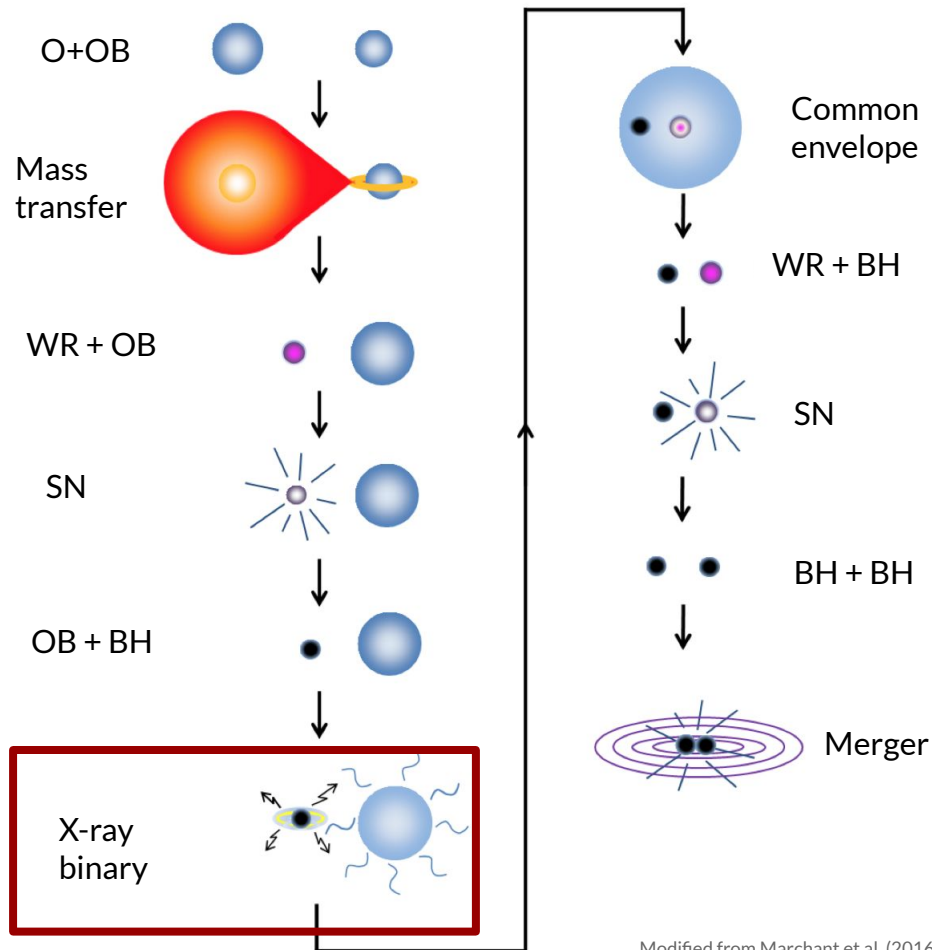 O+OB
Mass
transfer
WR + OB
SN
OB + BH
X-ray
binary
Common
envelope
WR + BH
SN
BH + BH
Merger
Modified from Marchant et al. (2016